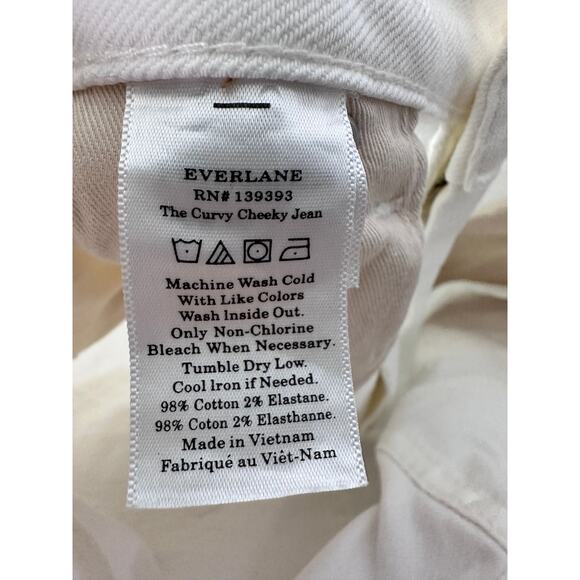 EVERLANE
RN# 139393
The Curvy Cheeky Jean
Machine Wash Cold
With Like Colors
Wash Inside Out.
Only Non-Chlorine
Bleach When Necessary.
Tumble Dry Low.
Cool Iron if Needed.
98% Cotton 2% Elastane.
98% Coton 2% Elasthanne.
Made in Vietnam
Fabriqué au Viêt-Nam